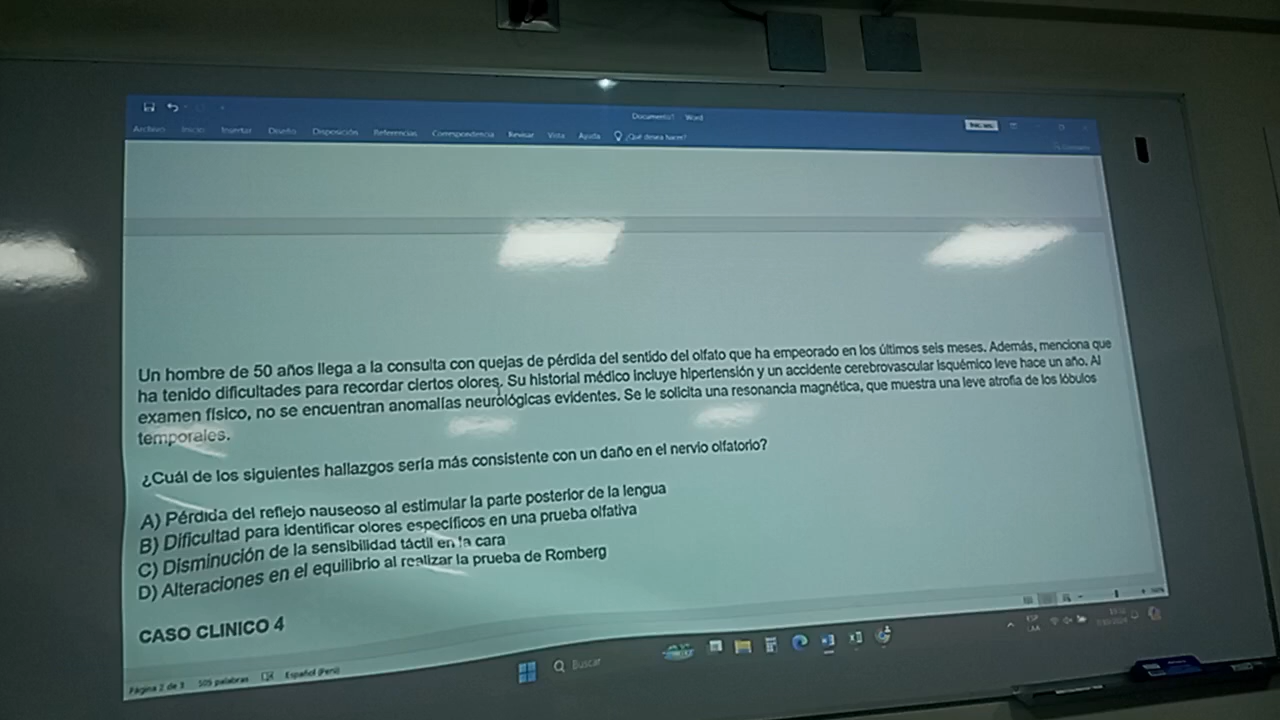 Documento1 Word
Archivo Inicio Insertar Diseño Disposición Referencias Correspondencia Revisar Vista Ayuda ¿Qué desea hacer?
Un hombre de 50 años llega a la consulta con quejas de pérdida del sentido del olfato que ha empeorado en los últimos seis meses. Además, menciona que
ha tenido dificultades para recordar ciertos olores. Su historial médico incluye hipertensión y un accidente cerebrovascular isquémico leve hace un año. Al
examen físico, no se encuentran anomalías neurológicas evidentes. Se le solicita una resonancia magnética, que muestra una leve atrofia de los lóbulos
temporales.
¿Cuál de los siguientes hallazgos sería más consistente con un daño en el nervio olfatorio?
A) Pérdida del reflejo nauseoso al estimular la parte posterior de la lengua
B) Dificultad para identificar olores específicos en una prueba olfativa
C) Disminución de la sensibilidad táctil en la cara
D) Alteraciones en el equilibrio al realizar la prueba de Romberg
CASO CLINICO 4
Página 2 de 3 505 palabras Español (Perú)
Buscar
ESP
LAA